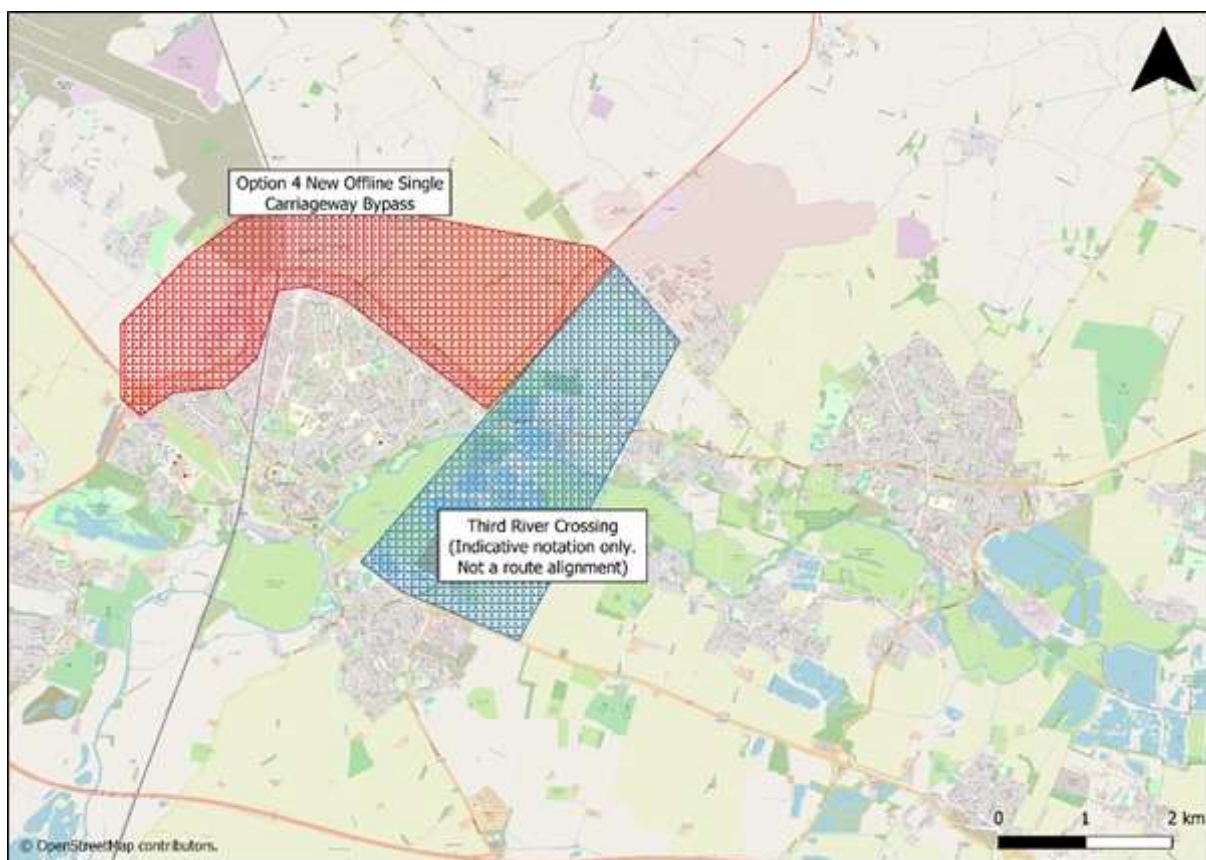 Option 4 New Offline Single
Carriageway Bypass
Third River Crossing
(Indicative notation only.
Not a route alignment)
0 1 2 km
© OpenStreetMap contributors.